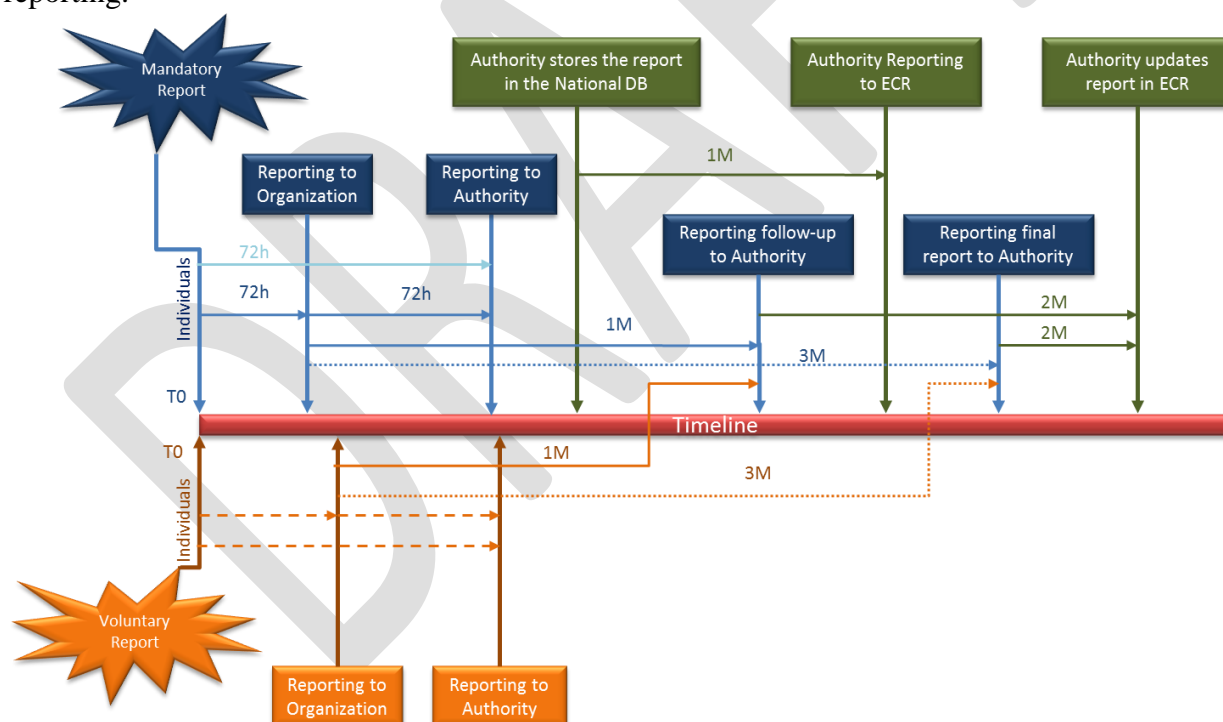 reporting.
Mandatory
Report
Authority stores the report
in the National DB
Authority Reporting
to ECR
Authority updates
report in ECR
1M
Reporting to
Organization
Reporting to
Authority
Reporting follow-up
to Authority
Reporting final
report to Authority
Individuals
72h
72h
72h
2M
1M
2M
3M
T0
Timeline
T0
1M
3M
Individuals
Voluntary
Report
Reporting to
Organization
Reporting to
Authority